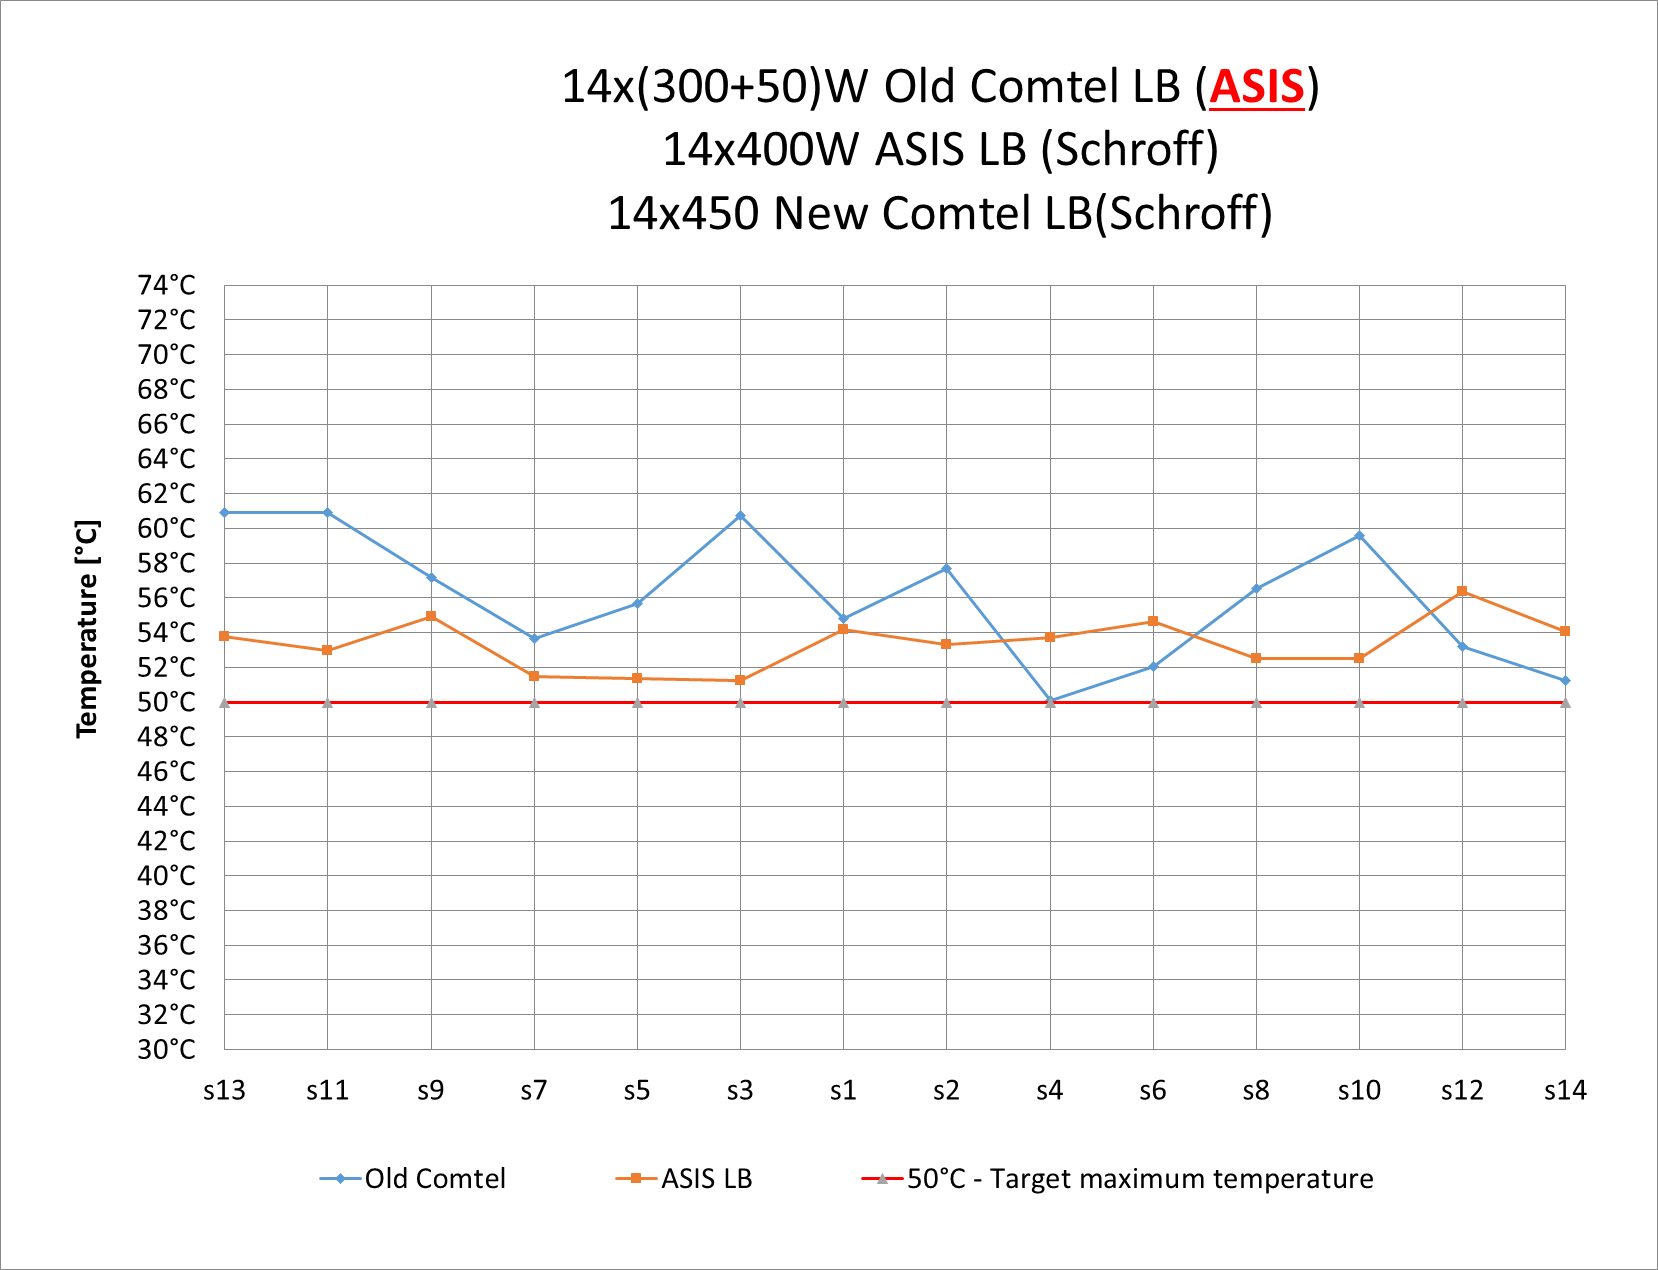 14x(300+50)W Old Comtel LB (ASIS)
14x400W ASIS LB (Schroff)
14x450 New Comtel LB(Schroff)
Temperature [°C]
74°C
72°C
70°C
68°C
66°C
64°C
62°C
60°C
58°C
56°C
54°C
52°C
50°C
48°C
46°C
44°C
42°C
40°C
38°C
36°C
34°C
32°C
30°C
s13 s11 s9 s7 s5 s3 s1 s2 s4 s6 s8 s10 s12 s14
Old Comtel ASIS LB 50°C - Target maximum temperature